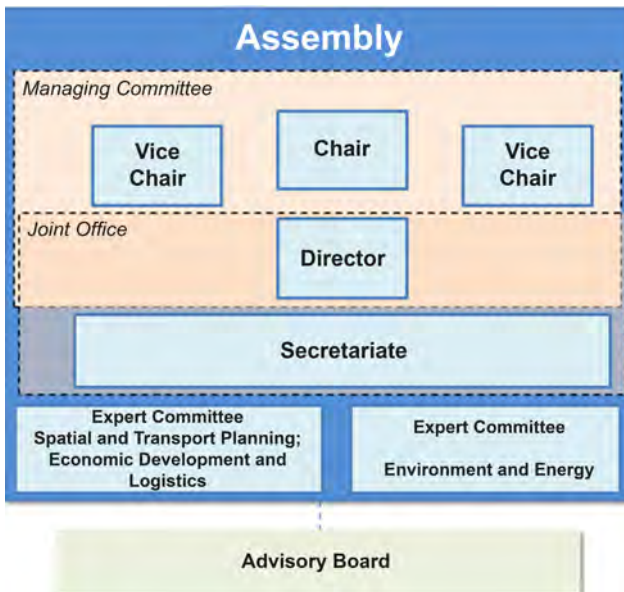 Assembly
Managing Committee
Vice
Chair
Chair
Vice
Chair
Joint Office
Director
Secretariate
Expert Committee
Spatial and Transport Planning;
Economic Development and
Logistics
Expert Committee
Environment and Energy
Advisory Board